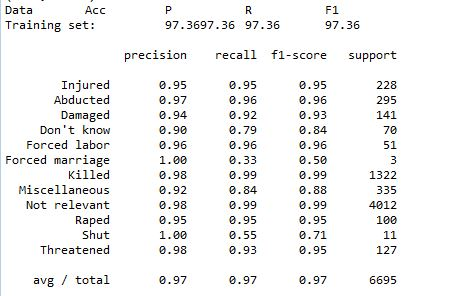 Data Acc P R F1
Training set: 97.3697.36 97.36 97.36
precision recall f1-score support
Injured 0.95 0.95 0.95 228
Abducted 0.97 0.96 0.96 295
Damaged 0.94 0.92 0.93 141
Don't know 0.90 0.79 0.84 70
Forced labor 0.96 0.96 0.96 51
Forced marriage 1.00 0.33 0.50 3
Killed 0.98 0.99 0.99 1322
Miscellaneous 0.92 0.84 0.88 335
Not relevant 0.98 0.99 0.99 4012
Raped 0.95 0.95 0.95 100
Shut 1.00 0.55 0.71 11
Threatened 0.98 0.93 0.95 127
avg / total 0.97 0.97 0.97 6695